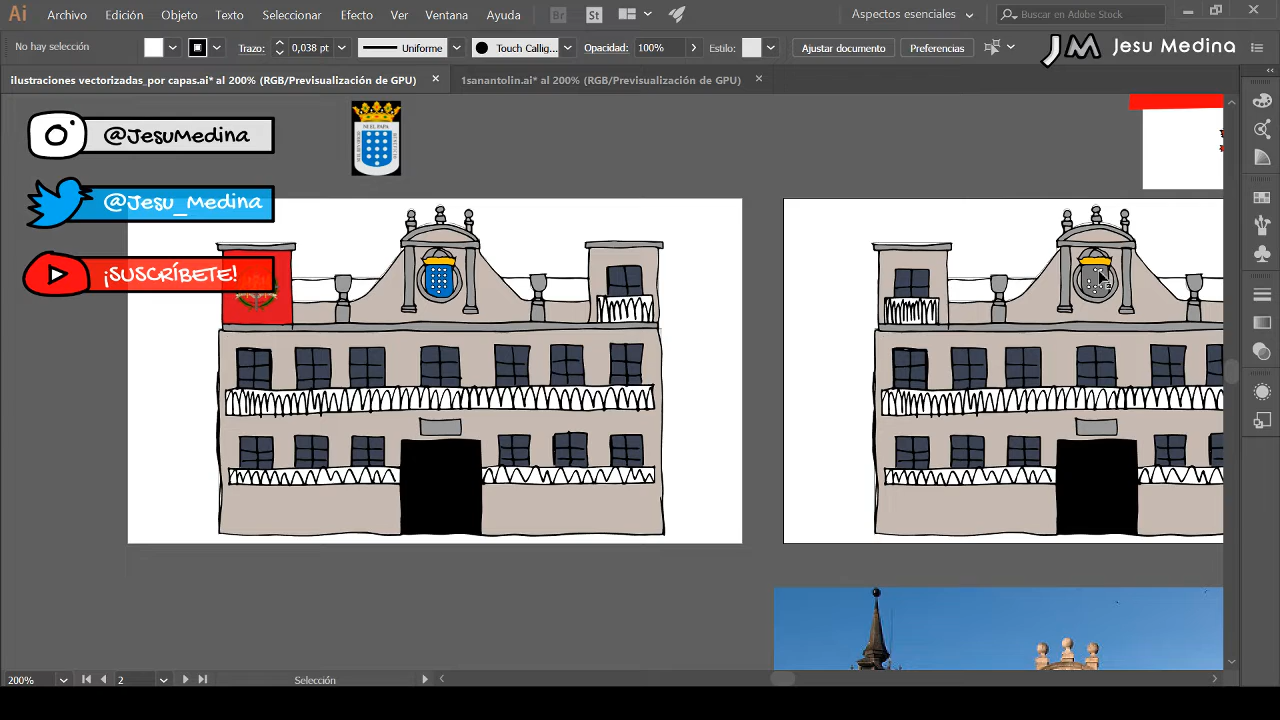 Ai Archivo Edición Objeto Texto Seleccionar Efecto Ver Ventana Ayuda Br St Aspectos esenciales Buscar en Adobe Stock
No hay selección Trazo: 0,038 pt Uniforme Touch Callig... Opacidad: 100% Estilo: Ajustar documento Preferencias
JM Jesu Medina
ilustraciones vectorizadas_por capas.ai* al 200% (RGB/Previsualización de GPU) × 1sanantolin.ai* al 200% (RGB/Previsualización de GPU) ×
@JesuMedina
@Jesu_Medina
¡SUSCRÍBETE!
200% 2 Selección